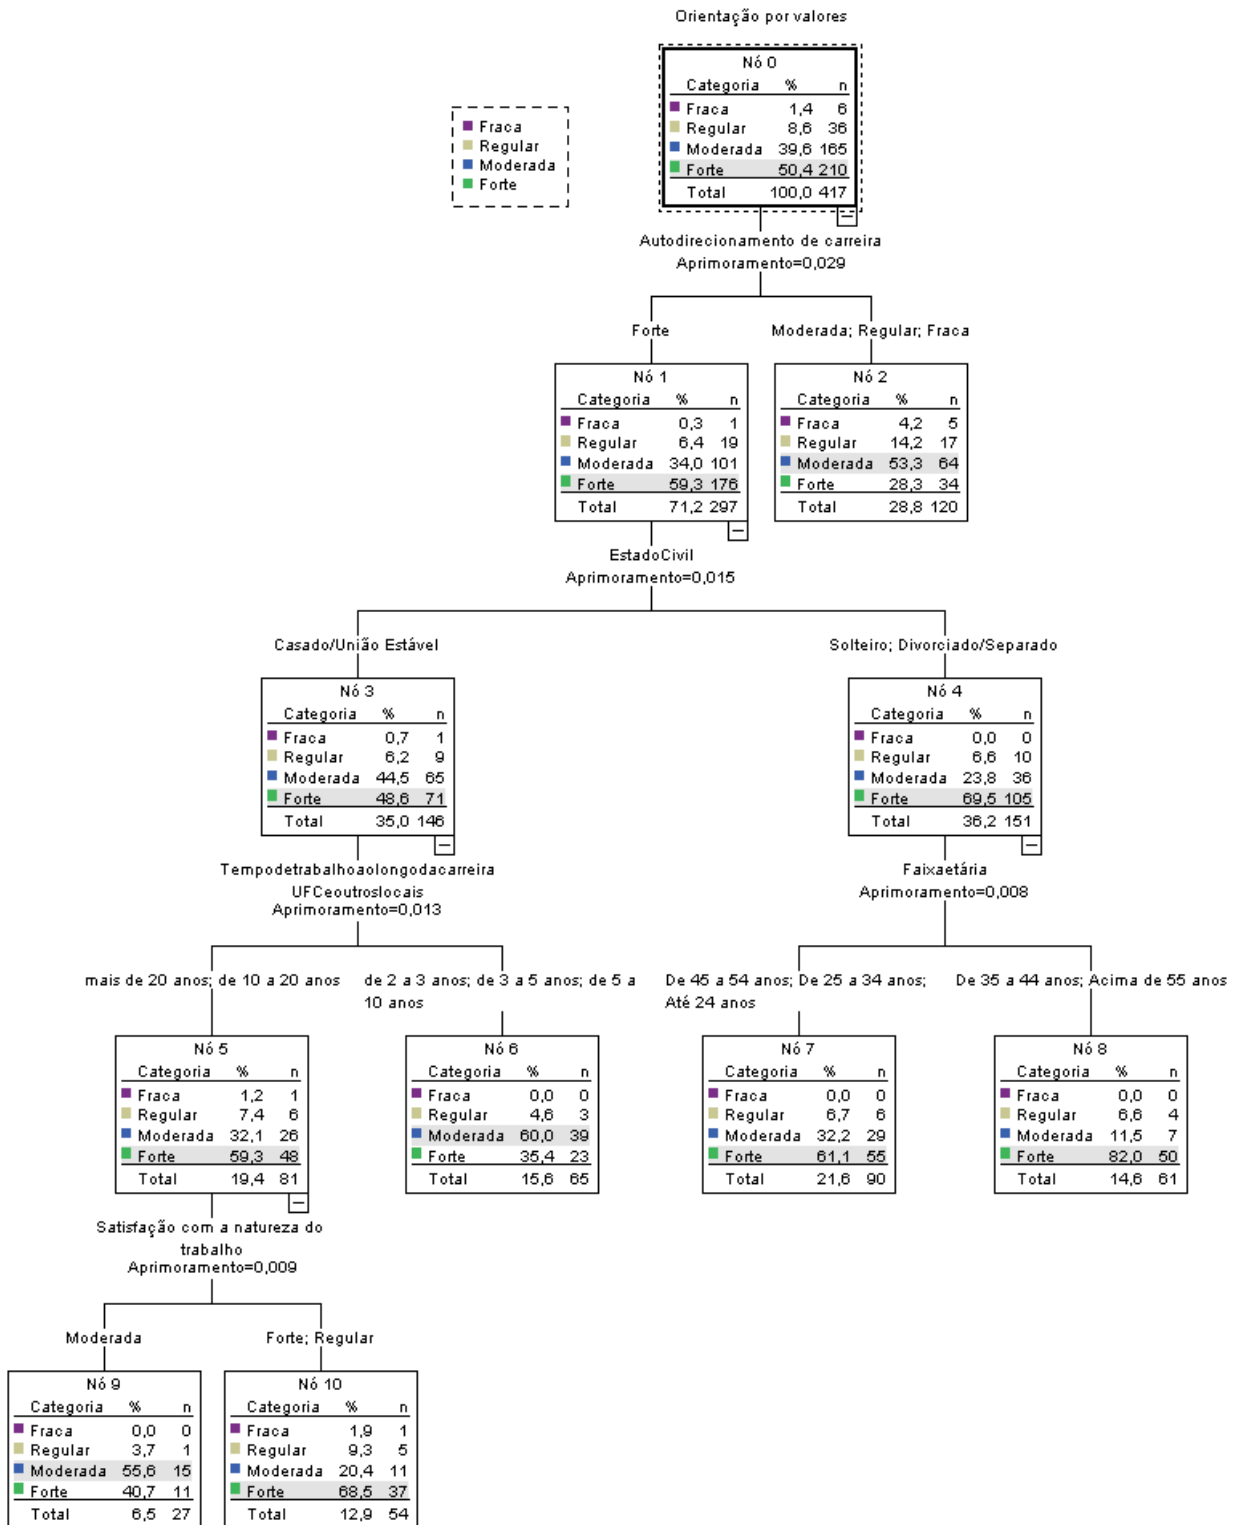 Orientação por valores
Nó 0
Categoria % n
Fraca 1,4 6
Regular 8,6 36
Moderada 39,6 165
Forte 50,4 210
Total 100,0 417
Fraca
Regular
Moderada
Forte
Autodirecionamento de carreira
Aprimoramento=0,029
Forte
Moderada; Regular; Fraca
Nó 1
Categoria % n
Fraca 0,3 1
Regular 6,4 19
Moderada 34,0 101
Forte 59,3 176
Total 71,2 297
Nó 2
Categoria % n
Fraca 4,2 5
Regular 14,2 17
Moderada 53,3 64
Forte 28,3 34
Total 28,8 120
EstadoCivil
Aprimoramento=0,015
Casado/União Estável
Solteiro; Divorciado/Separado
Nó 3
Categoria % n
Fraca 0,7 1
Regular 6,2 9
Moderada 44,5 65
Forte 48,6 71
Total 35,0 146
Nó 4
Categoria % n
Fraca 0,0 0
Regular 6,6 10
Moderada 23,8 36
Forte 69,5 105
Total 36,2 151
Tempodetrabalhoaolongodacarreira
UFCeoutroslocais
Aprimoramento=0,013
Faixaetária
Aprimoramento=0,008
mais de 20 anos; de 10 a 20 anos
de 2 a 3 anos; de 3 a 5 anos; de 5 a
10 anos
De 45 a 54 anos; De 25 a 34 anos;
Até 24 anos
De 35 a 44 anos; Acima de 55 anos
Nó 5
Categoria % n
Fraca 1,2 1
Regular 7,4 6
Moderada 32,1 26
Forte 59,3 48
Total 19,4 81
Nó 6
Categoria % n
Fraca 0,0 0
Regular 4,6 3
Moderada 60,0 39
Forte 35,4 23
Total 15,6 65
Nó 7
Categoria % n
Fraca 0,0 0
Regular 6,7 6
Moderada 32,2 29
Forte 61,1 55
Total 21,6 90
Nó 8
Categoria % n
Fraca 0,0 0
Regular 6,6 4
Moderada 11,5 7
Forte 82,0 50
Total 14,6 61
Satisfação com a natureza do
trabalho
Aprimoramento=0,009
Moderada
Forte; Regular
Nó 9
Categoria % n
Fraca 0,0 0
Regular 3,7 1
Moderada 55,6 15
Forte 40,7 11
Total 6,5 27
Nó 10
Categoria % n
Fraca 1,9 1
Regular 9,3 5
Moderada 20,4 11
Forte 68,5 37
Total 12,9 54